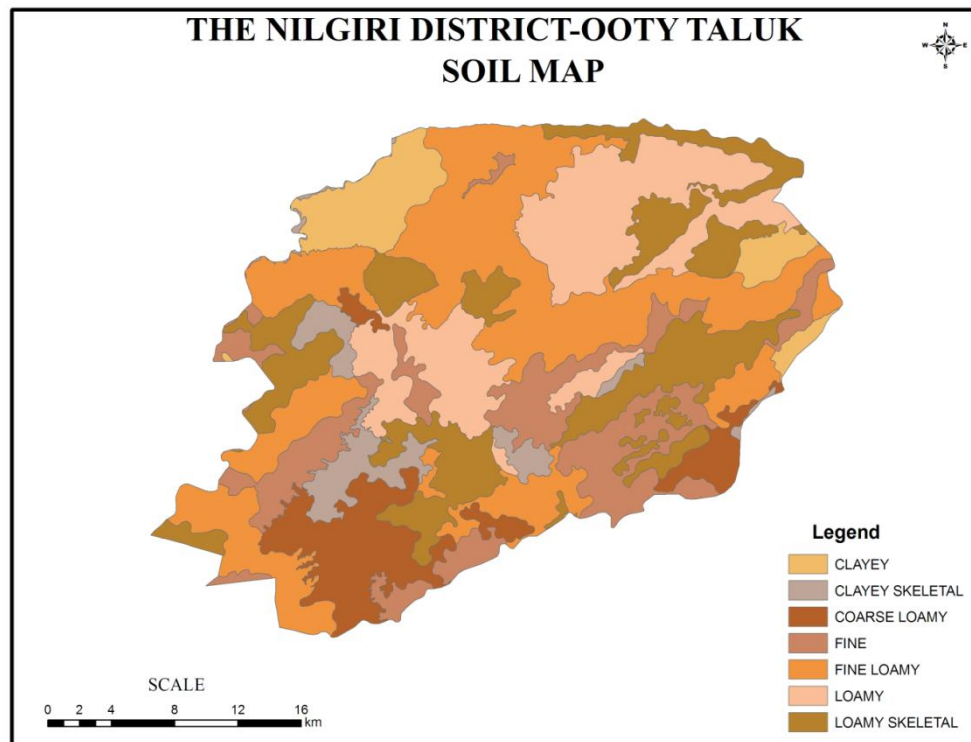 THE NILGIRI DISTRICT-OOTY TALUK
SOIL MAP
N
W E
S
Legend
CLAYEY
CLAYEY SKELETAL
COARSE LOAMY
FINE
FINE LOAMY
LOAMY
LOAMY SKELETAL
SCALE
0 2 4 8 12 16
km